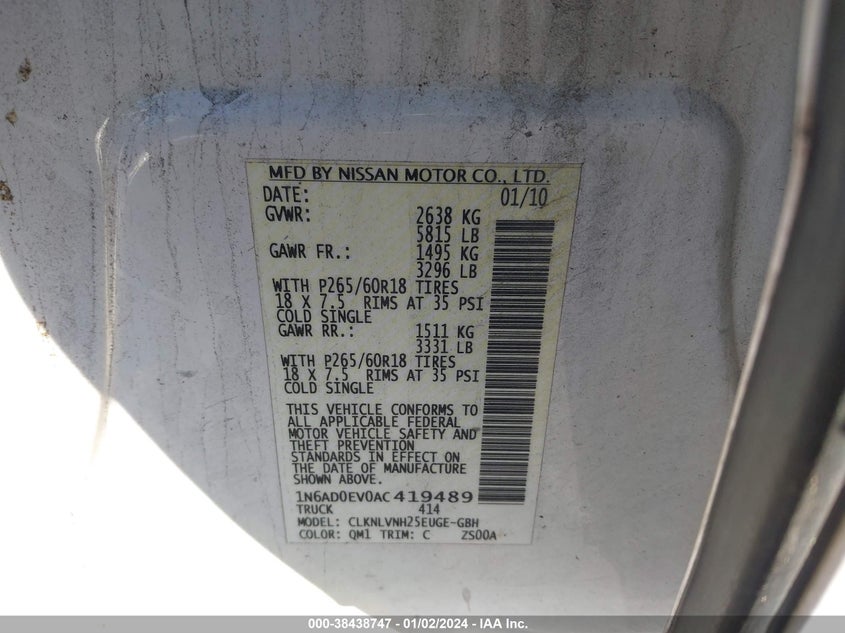 MFD BY NISSAN MOTOR CO., LTD.
DATE: 01/10
GVWR: 2638 KG
5815 LB
GAWR FR.: 1495 KG
3296 LB
WITH P265/60R18 TIRES
18 X 7.5 RIMS AT 35 PSI
COLD SINGLE
GAWR RR.: 1511 KG
3331 LB
WITH P265/60R18 TIRES
18 X 7.5 RIMS AT 35 PSI
COLD SINGLE
THIS VEHICLE CONFORMS TO
ALL APPLICABLE FEDERAL
MOTOR VEHICLE SAFETY AND
THEFT PREVENTION
STANDARDS IN EFFECT ON
THE DATE OF MANUFACTURE
SHOWN ABOVE.
1N6AD0EV0AC419489
TRUCK 414
MODEL: CLKNLVNH25EUGE-GBH
COLOR: QM1 TRIM: C ZS00A
000-38438747 - 01/02/2024 - IAA Inc.